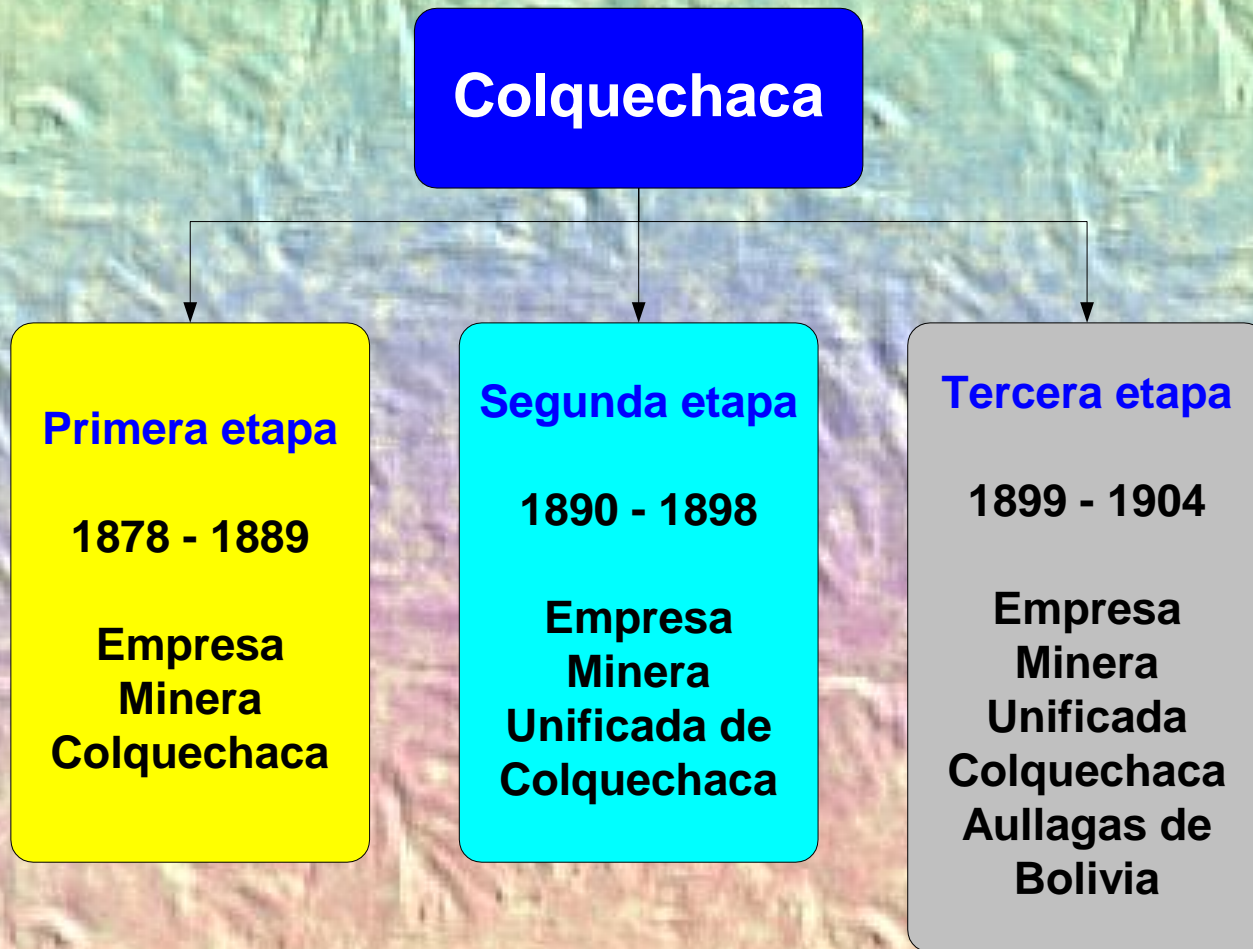 Colquechaca
Primera etapa
1878 - 1889
Empresa
Minera
Colquechaca
Segunda etapa
1890 - 1898
Empresa
Minera
Unificada de
Colquechaca
Tercera etapa
1899 - 1904
Empresa
Minera
Unificada
Colquechaca
Aullagas de
Bolivia